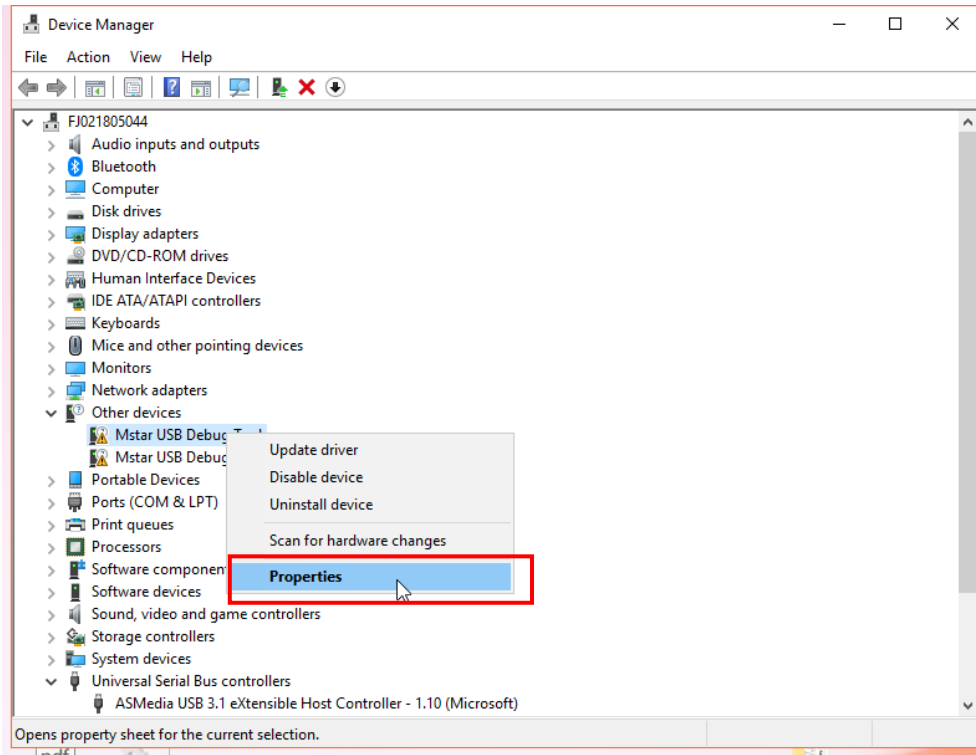 Device Manager
File Action View Help
FJ021805044
Audio inputs and outputs
Bluetooth
Computer
Disk drives
Display adapters
DVD/CD-ROM drives
Human Interface Devices
IDE ATA/ATAPI controllers
Keyboards
Mice and other pointing devices
Monitors
Network adapters
Other devices
Mstar USB Debug
Mstar USB Debug
Portable Devices
Ports (COM & LPT)
Print queues
Processors
Software componen
Software devices
Sound, video and game controllers
Storage controllers
System devices
Universal Serial Bus controllers
ASMedia USB 3.1 eXtensible Host Controller - 1.10 (Microsoft)
Update driver
Disable device
Uninstall device
Scan for hardware changes
Properties
Opens property sheet for the current selection.